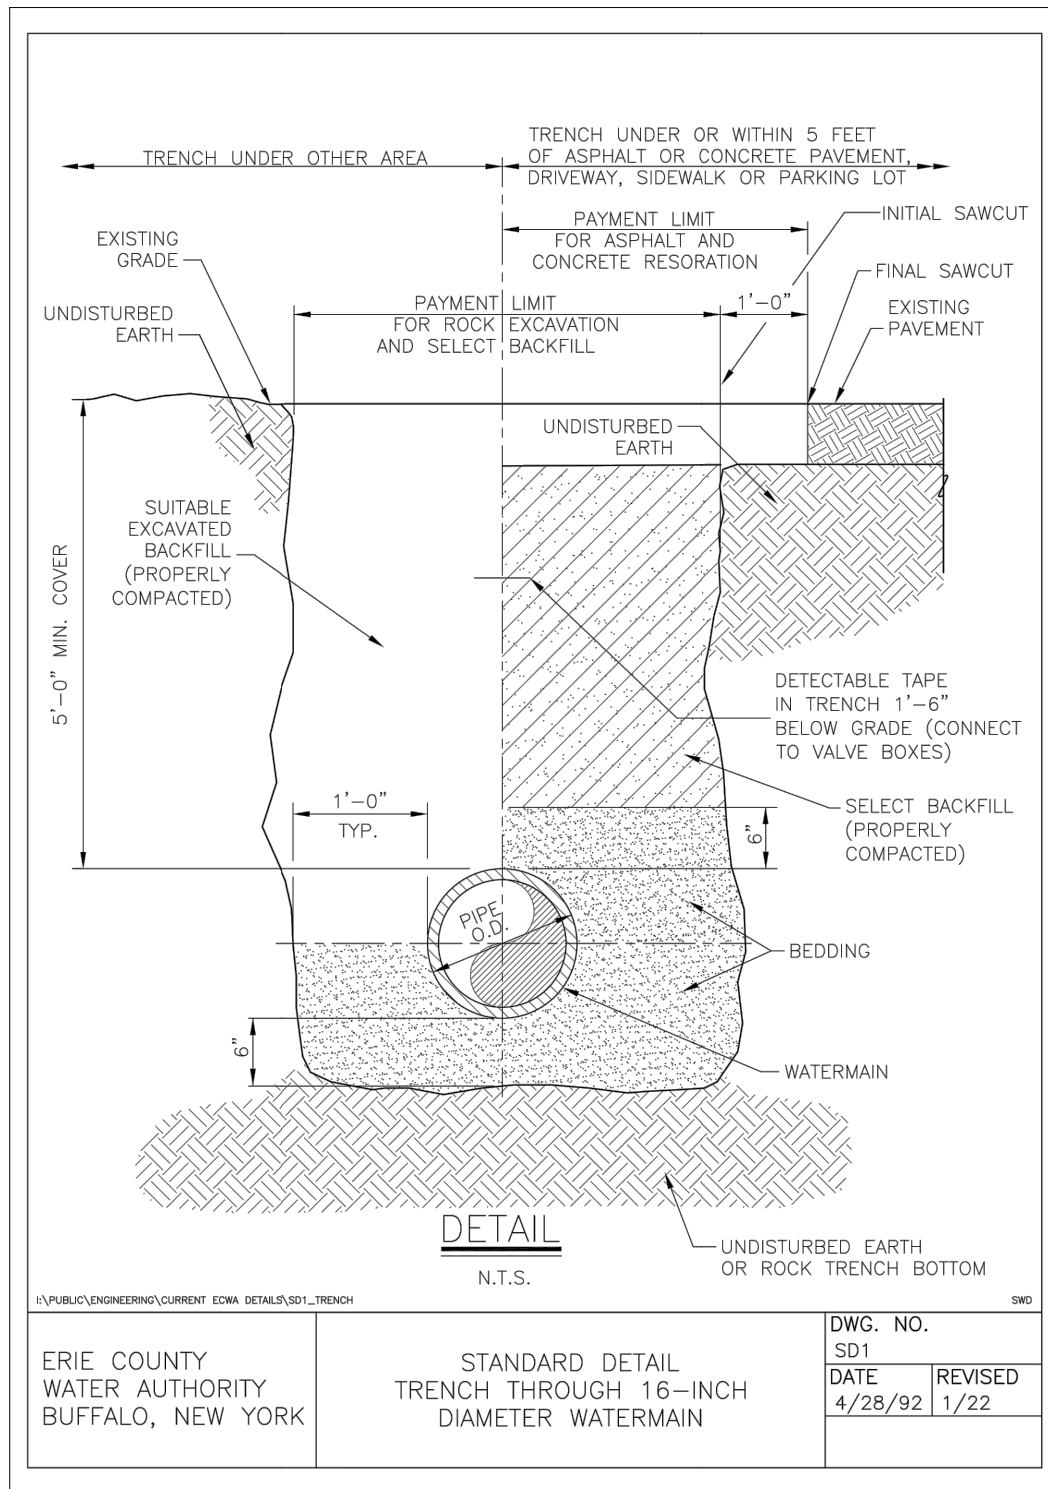 TRENCH UNDER OTHER AREA
TRENCH UNDER OR WITHIN 5 FEET
OF ASPHALT OR CONCRETE PAVEMENT,
DRIVEWAY, SIDEWALK OR PARKING LOT
INITIAL SAWCUT
PAYMENT LIMIT
FOR ASPHALT AND
CONCRETE RESORATION
EXISTING
GRADE
FINAL SAWCUT
UNDISTURBED
EARTH
PAYMENT LIMIT
FOR ROCK EXCAVATION
AND SELECT BACKFILL
1'-0"
EXISTING
PAVEMENT
UNDISTURBED
EARTH
SUITABLE
EXCAVATED
BACKFILL
(PROPERLY
COMPACTED)
5'-0" MIN. COVER
DETECTABLE TAPE
IN TRENCH 1'-6"
BELOW GRADE (CONNECT
TO VALVE BOXES)
1'-0"
TYP.
6"
SELECT BACKFILL
(PROPERLY
COMPACTED)
PIPE
O.D.
BEDDING
6"
WATERMAIN
DETAIL
N.T.S.
UNDISTURBED EARTH
OR ROCK TRENCH BOTTOM
I:\PUBLIC\ENGINEERING\CURRENT ECWA DETAILS\SD1_TRENCH
SWD
ERIE COUNTY
WATER AUTHORITY
BUFFALO, NEW YORK
STANDARD DETAIL
TRENCH THROUGH 16-INCH
DIAMETER WATERMAIN
DWG. NO.
SD1
DATE
4/28/92
REVISED
1/22